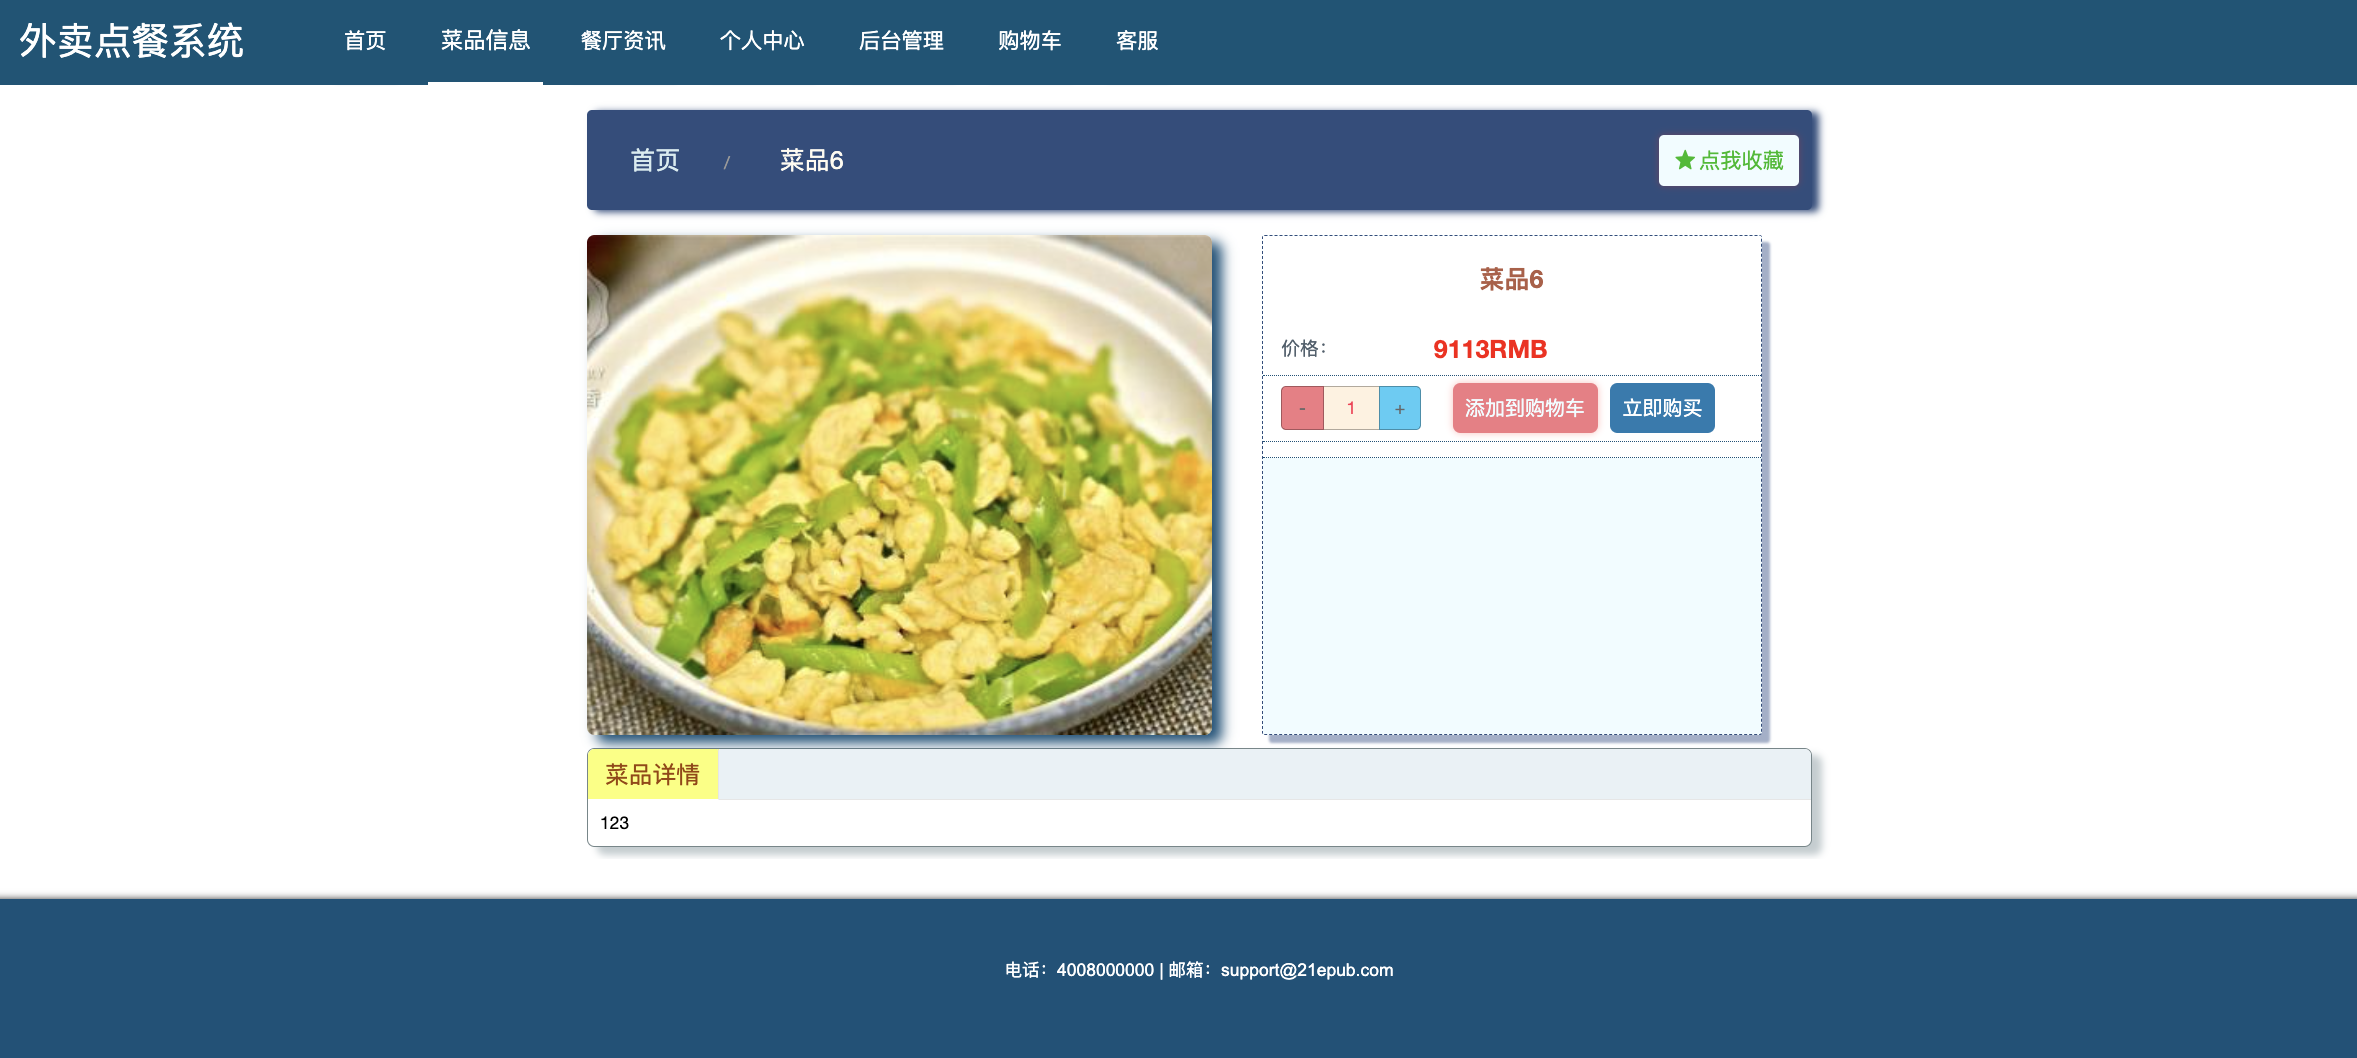 外卖点餐系统
首页 菜品信息 餐厅资讯 个人中心 后台管理 购物车 客服
首页 / 菜品6
点我收藏
菜品6
价格： 9113RMB
- 1 + 添加到购物车 立即购买
菜品详情
123
电话：4008000000 | 邮箱：support@21epub.com